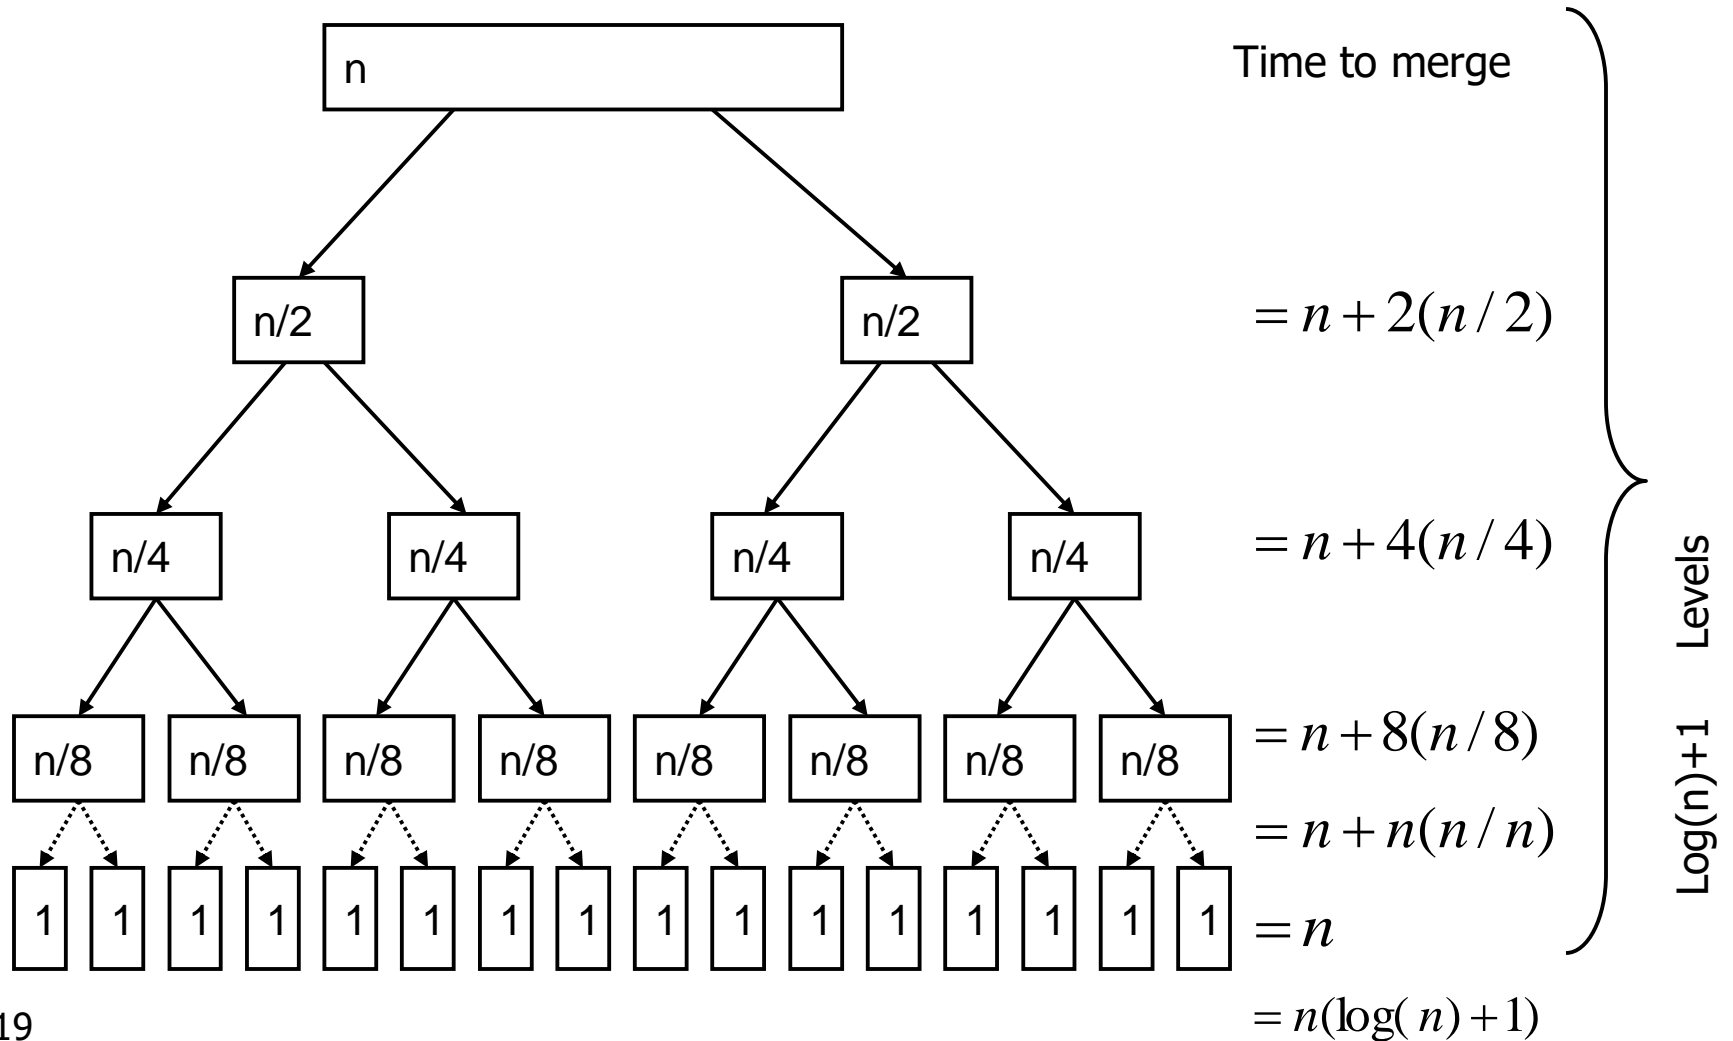 n
Time to merge
n/2 n/2
= n + 2(n / 2)
n/4 n/4 n/4 n/4
= n + 4(n / 4)
n/8 n/8 n/8 n/8 n/8 n/8 n/8 n/8
= n + 8(n / 8)
= n + n(n / n)
1 1 1 1 1 1 1 1 1 1 1 1 1 1 1 1
= n
= n(log( n) + 1)
Log(n)+1 Levels
19